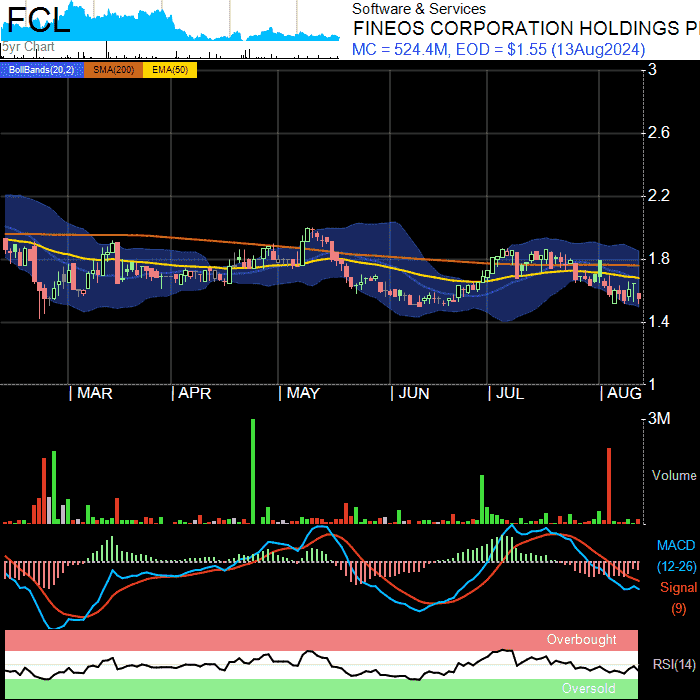 FCL
5yr Chart
Software & Services
FINEOS CORPORATION HOLDINGS P
MC = 524.4M, EOD = $1.55 (13Aug2024)
BollBands(20,2) SMA(200) EMA(50)
3
2.6
2.2
1.8
1.4
1
MAR APR MAY JUN JUL AUG
3M
Volume
MACD
(12-26)
Signal
(9)
Overbought
RSI(14)
Oversold